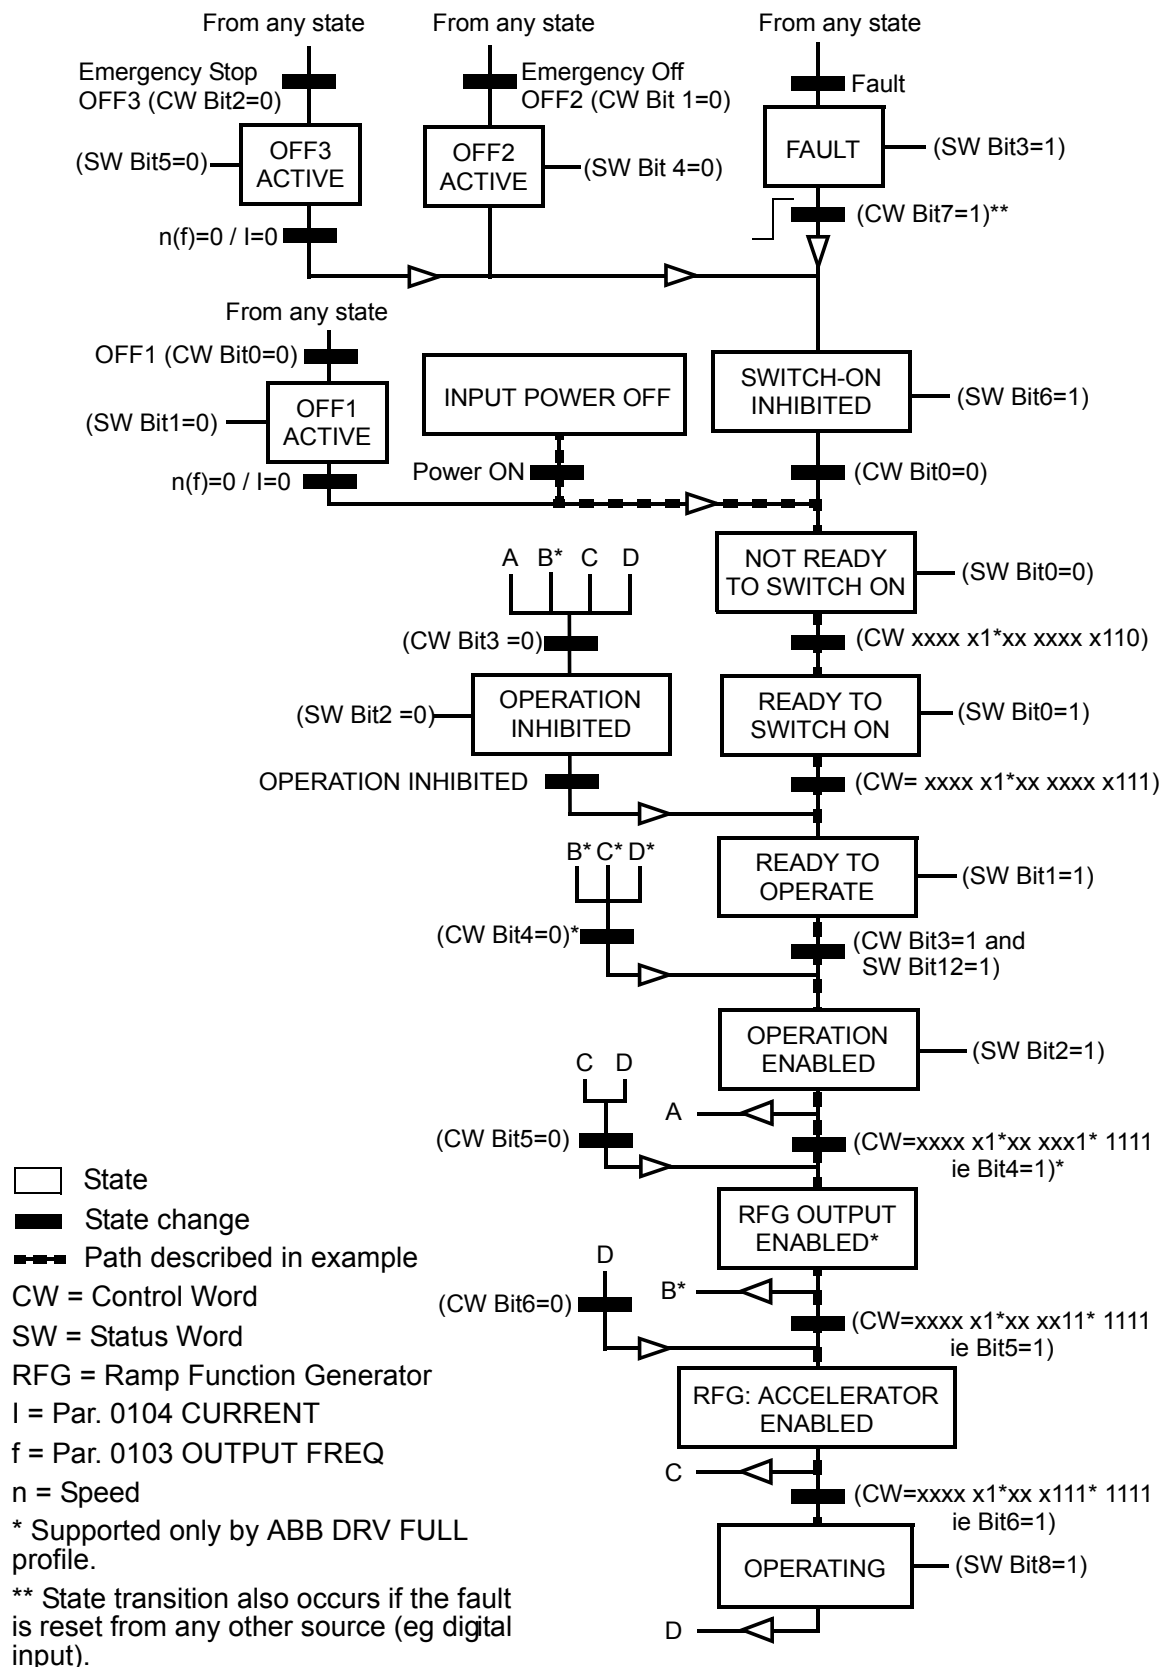 From any state
From any state
From any state
Emergency Stop
OFF3 (CW Bit2=0)
Emergency Off
OFF2 (CW Bit 1=0)
Fault
(SW Bit5=0)
OFF3
ACTIVE
OFF2
ACTIVE
(SW Bit 4=0)
FAULT
(SW Bit3=1)
n(f)=0 / I=0
(CW Bit7=1)**
From any state
OFF1 (CW Bit0=0)
(SW Bit1=0)
OFF1
ACTIVE
INPUT POWER OFF
SWITCH-ON
INHIBITED
(SW Bit6=1)
n(f)=0 / I=0
Power ON
(CW Bit0=0)
A B* C D
NOT READY
TO SWITCH ON
(SW Bit0=0)
(CW Bit3 =0)
(CW xxxx x1*xx xxxx x110)
(SW Bit2 =0)
OPERATION
INHIBITED
READY TO
SWITCH ON
(SW Bit0=1)
OPERATION INHIBITED
(CW= xxxx x1*xx xxxx x111)
B* C* D*
READY TO
OPERATE
(SW Bit1=1)
(CW Bit4=0)*
(CW Bit3=1 and
SW Bit12=1)
OPERATION
ENABLED
(SW Bit2=1)
C D
A
(CW Bit5=0)
(CW=xxxx x1*xx xxx1* 1111
ie Bit4=1)*
State
RFG OUTPUT
ENABLED*
State change
Path described in example
D
B*
CW = Control Word
(CW Bit6=0)
(CW=xxxx x1*xx xx11* 1111
ie Bit5=1)
SW = Status Word
RFG = Ramp Function Generator
RFG: ACCELERATOR
ENABLED
I = Par. 0104 CURRENT
f = Par. 0103 OUTPUT FREQ
C
n = Speed
(CW=xxxx x1*xx x111* 1111
ie Bit6=1)
* Supported only by ABB DRV FULL
profile.
OPERATING
(SW Bit8=1)
** State transition also occurs if the fault
is reset from any other source (eg digital
input).
D